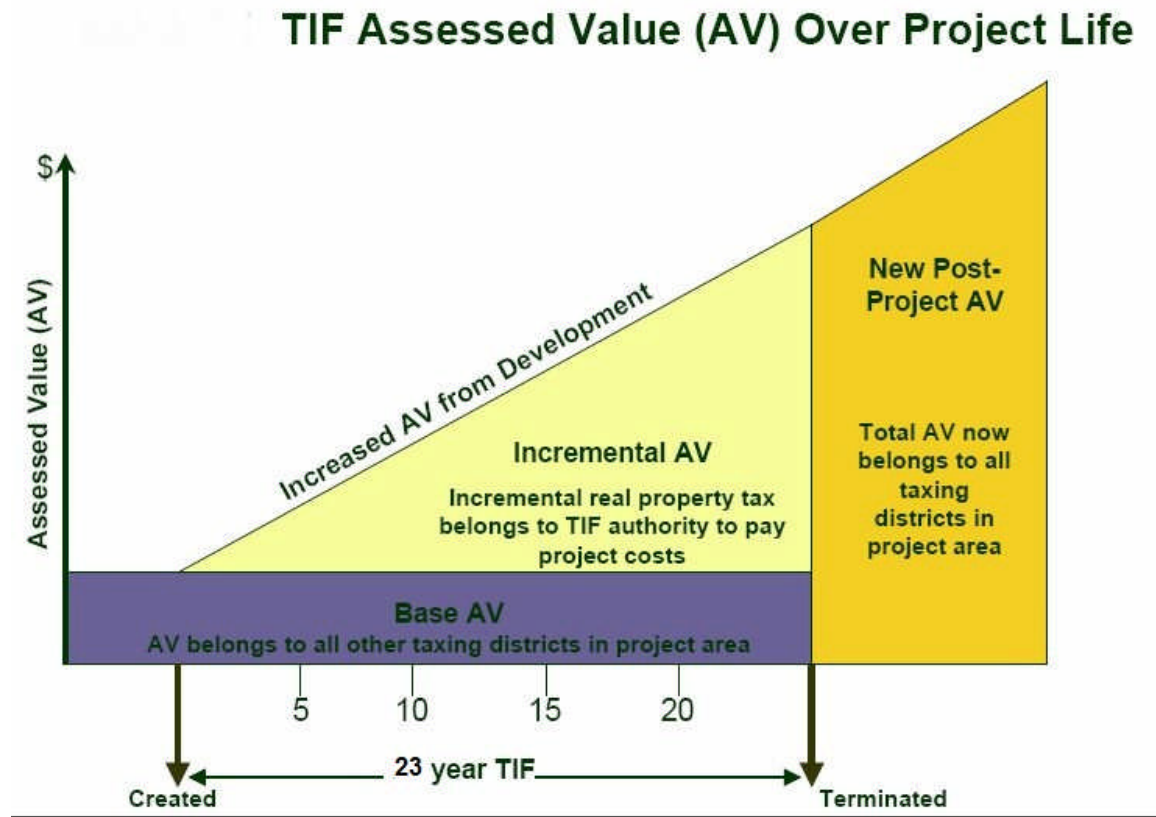 TIF Assessed Value (AV) Over Project Life
$
Assessed Value (AV)
Increased AV from Development
New Post-
Project AV
Incremental AV
Incremental real property tax
belongs to TIF authority to pay
project costs
Total AV now
belongs to all
taxing
districts in
project area
Base AV
AV belongs to all other taxing districts in project area
5
10
15
20
23 year TIF
Created
Terminated